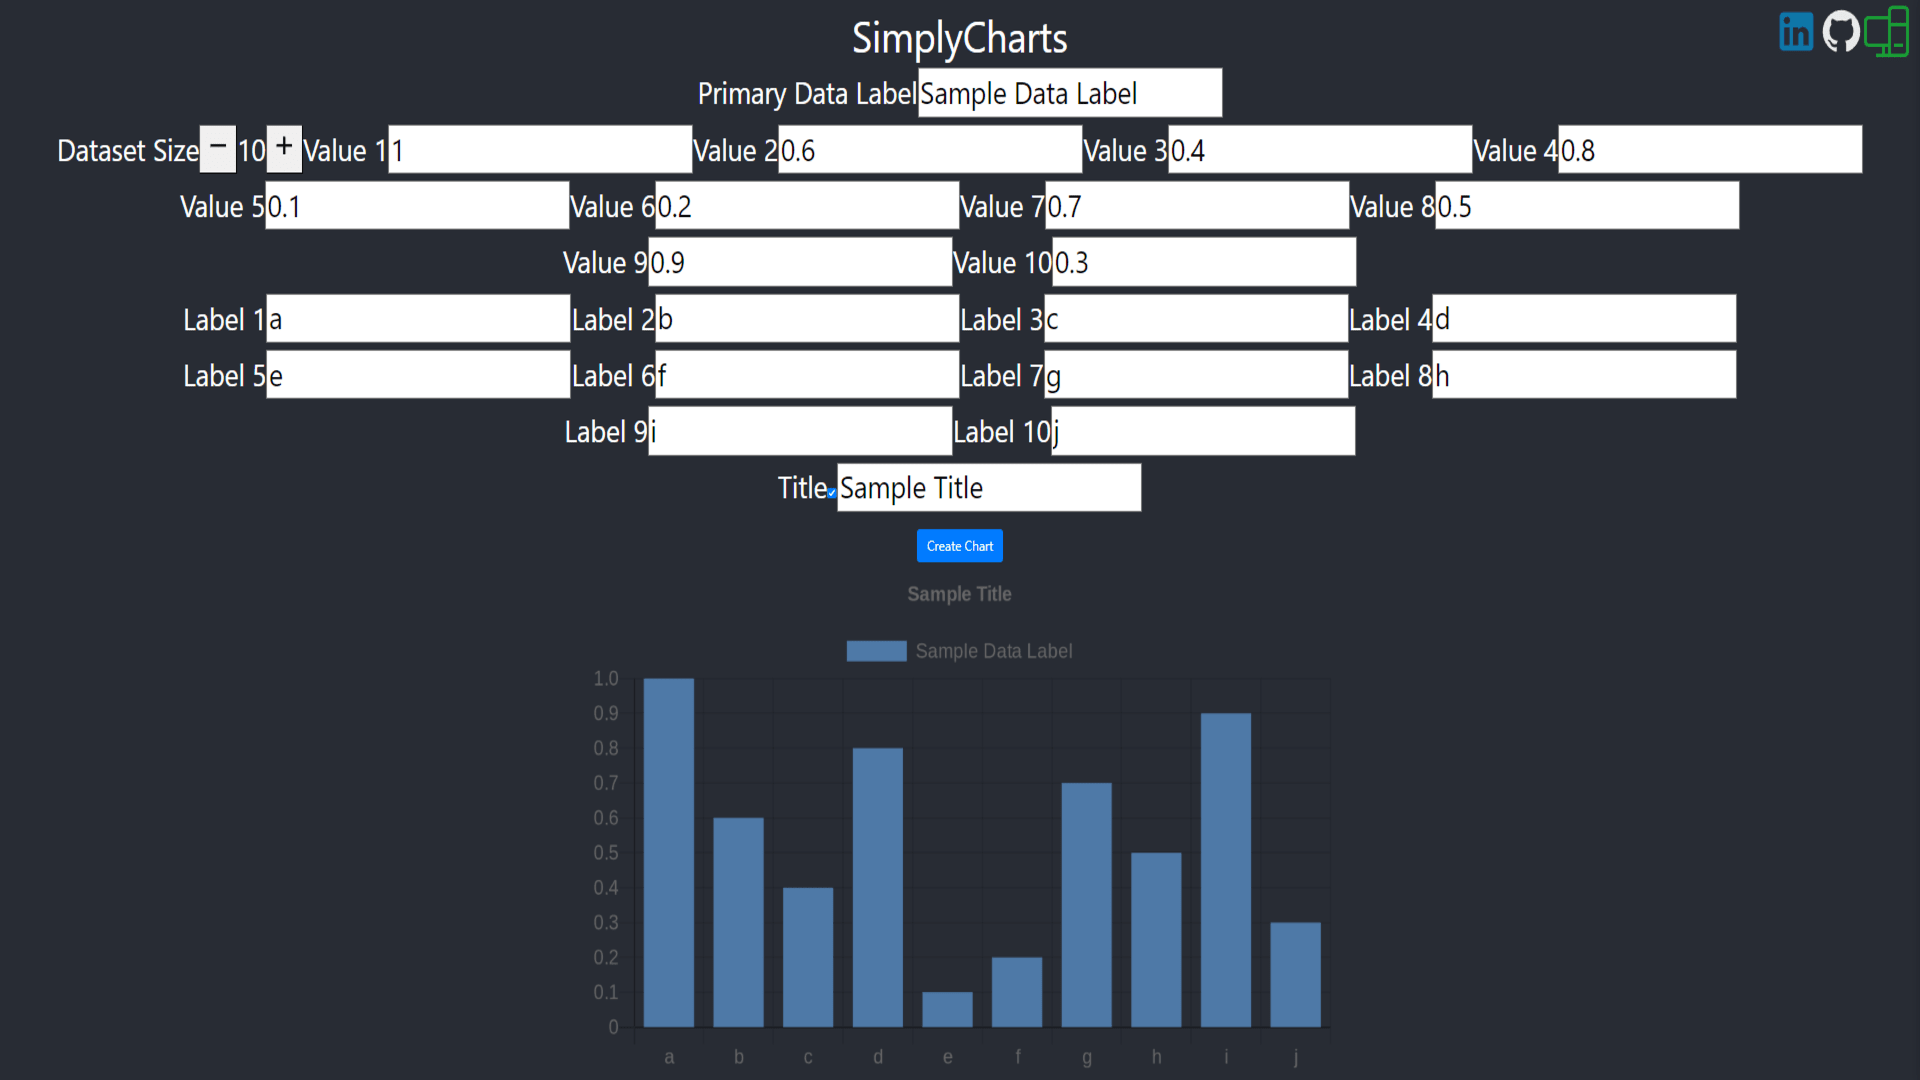 SimplyCharts
in
Primary Data Label Sample Data Label
Dataset Size − 10 + Value 1 1 Value 2 0.6 Value 3 0.4 Value 4 0.8
Value 5 0.1 Value 6 0.2 Value 7 0.7 Value 8 0.5
Value 9 0.9 Value 10 0.3
Label 1 a Label 2 b Label 3 c Label 4 d
Label 5 e Label 6 f Label 7 g Label 8 h
Label 9 i Label 10 j
Title Sample Title
Create Chart
Sample Title
Sample Data Label
1.0
0.9
0.8
0.7
0.6
0.5
0.4
0.3
0.2
0.1
0
a b c d e f g h i j